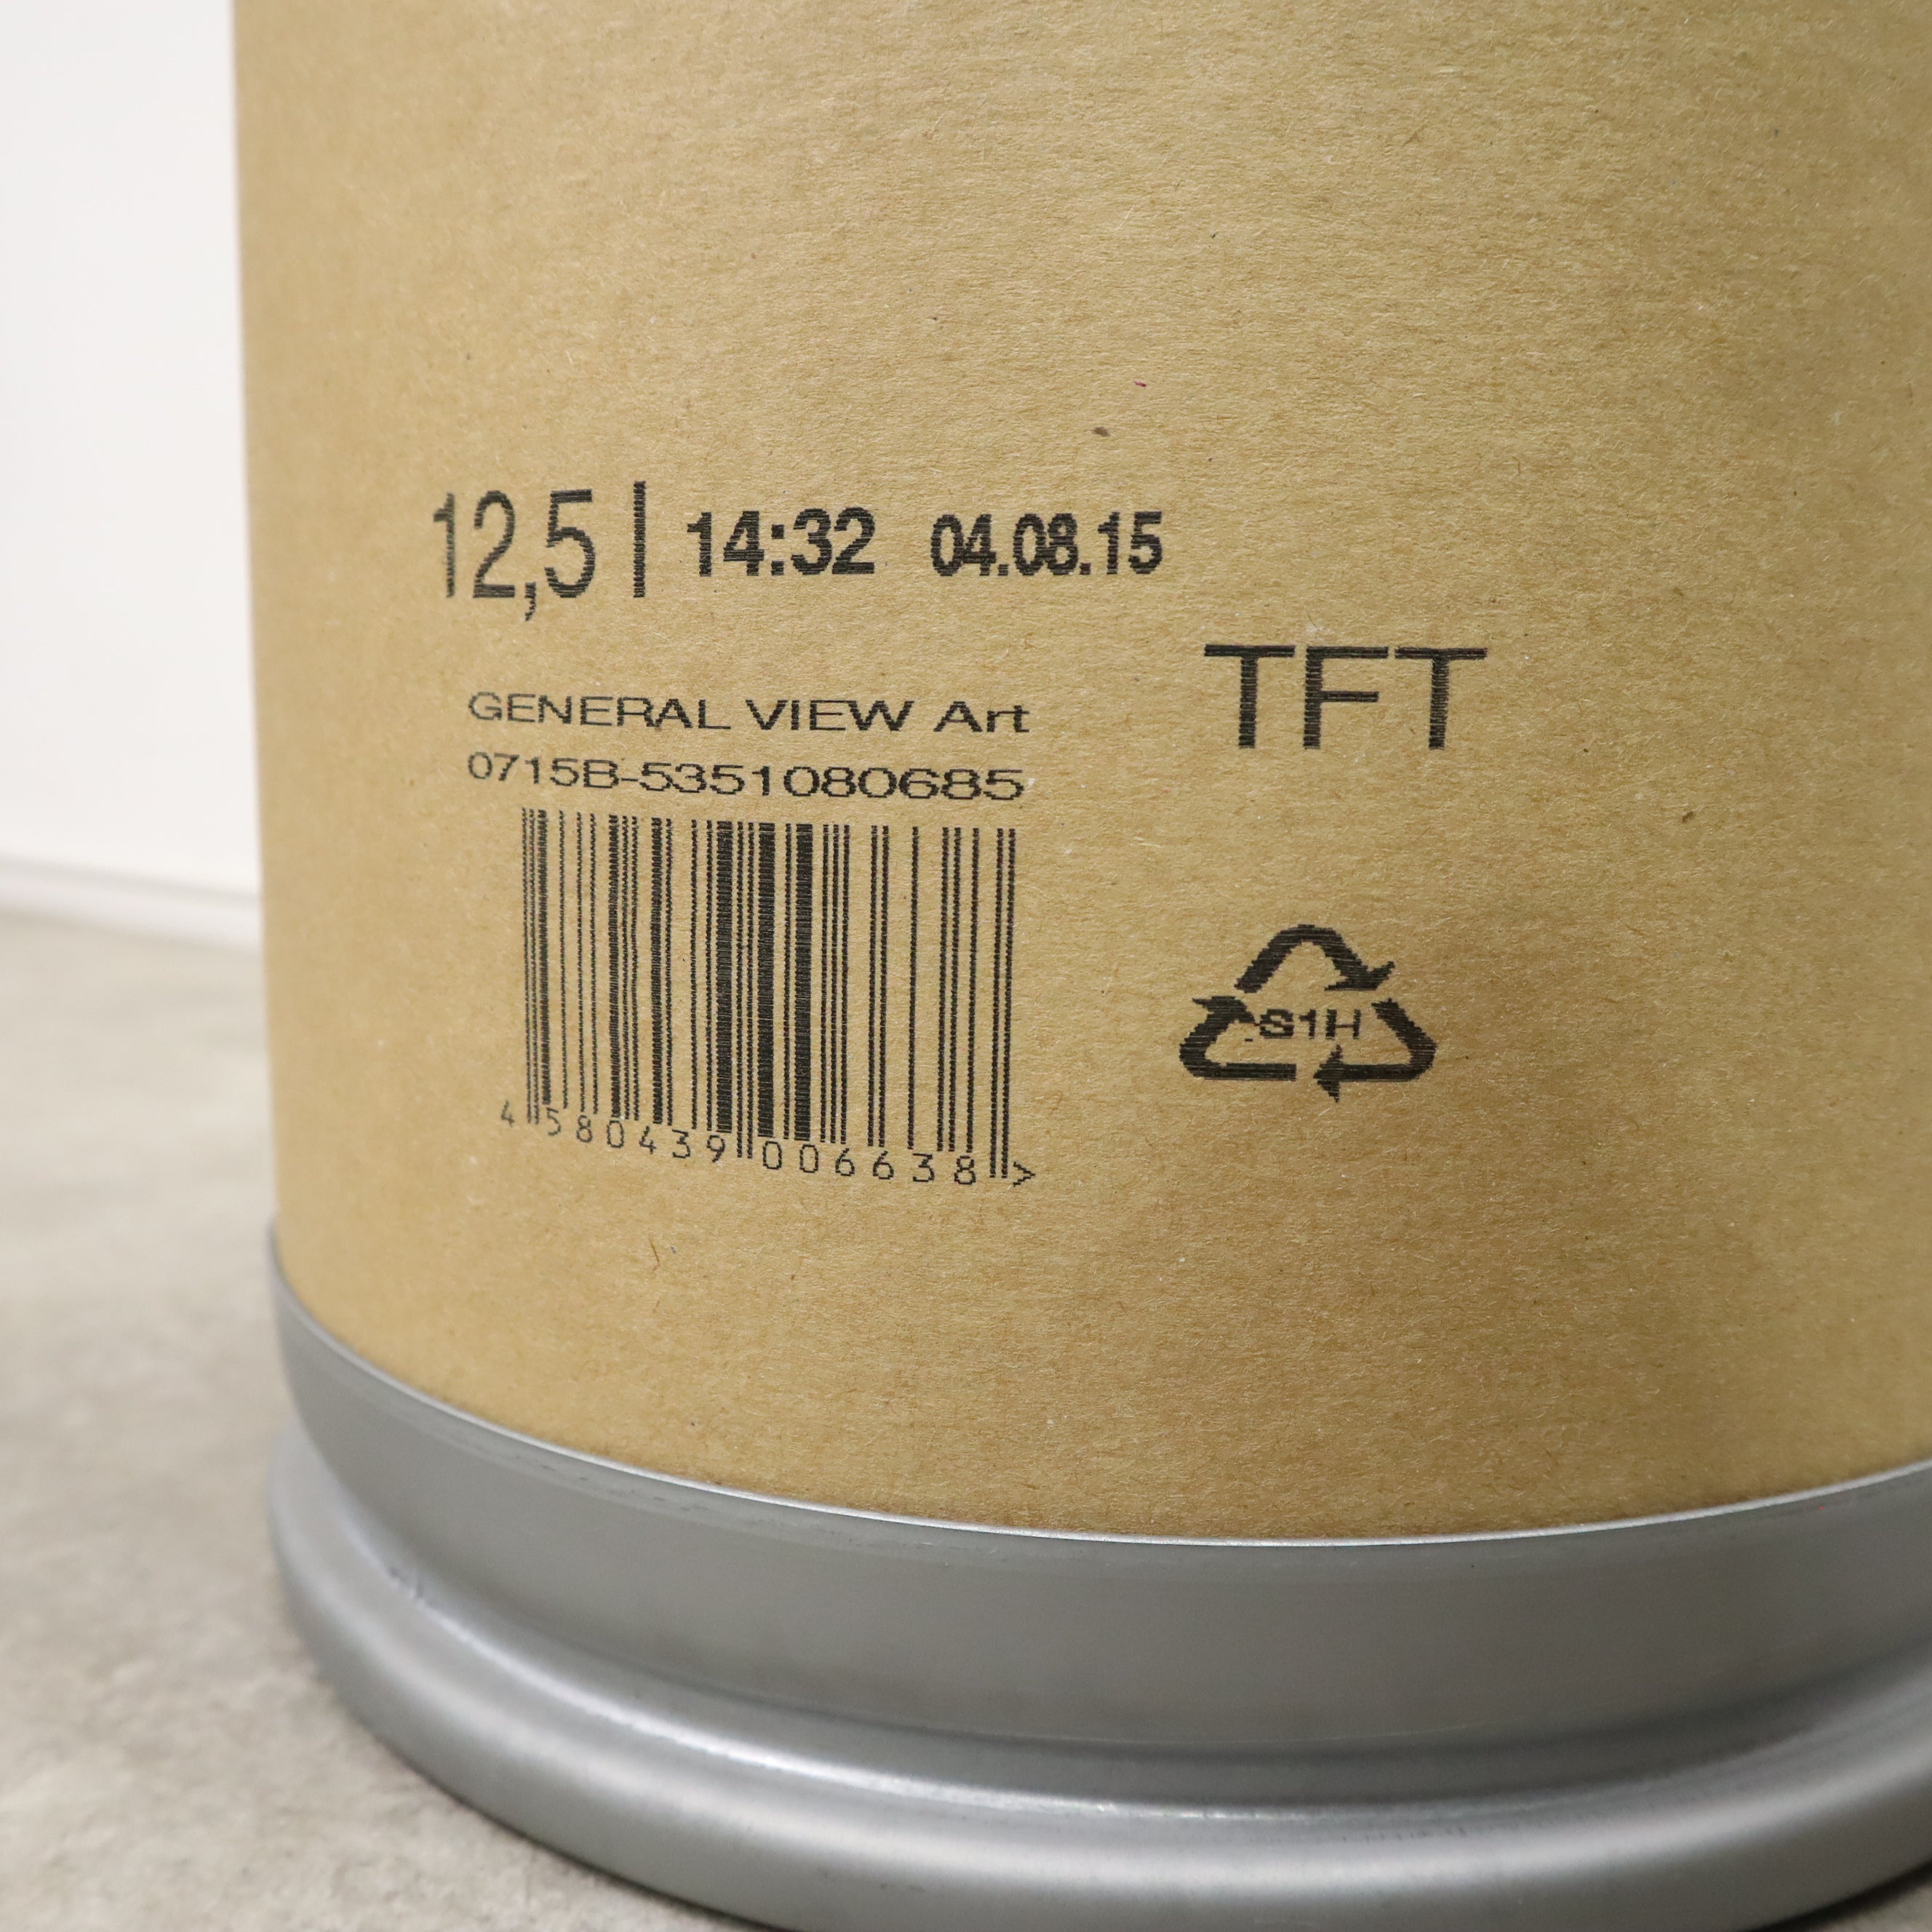 12,5 l 14:32 04.08.15
TFT
GENERAL VIEW Art
0715B-5351080685
4 580439 006638 >
S1H